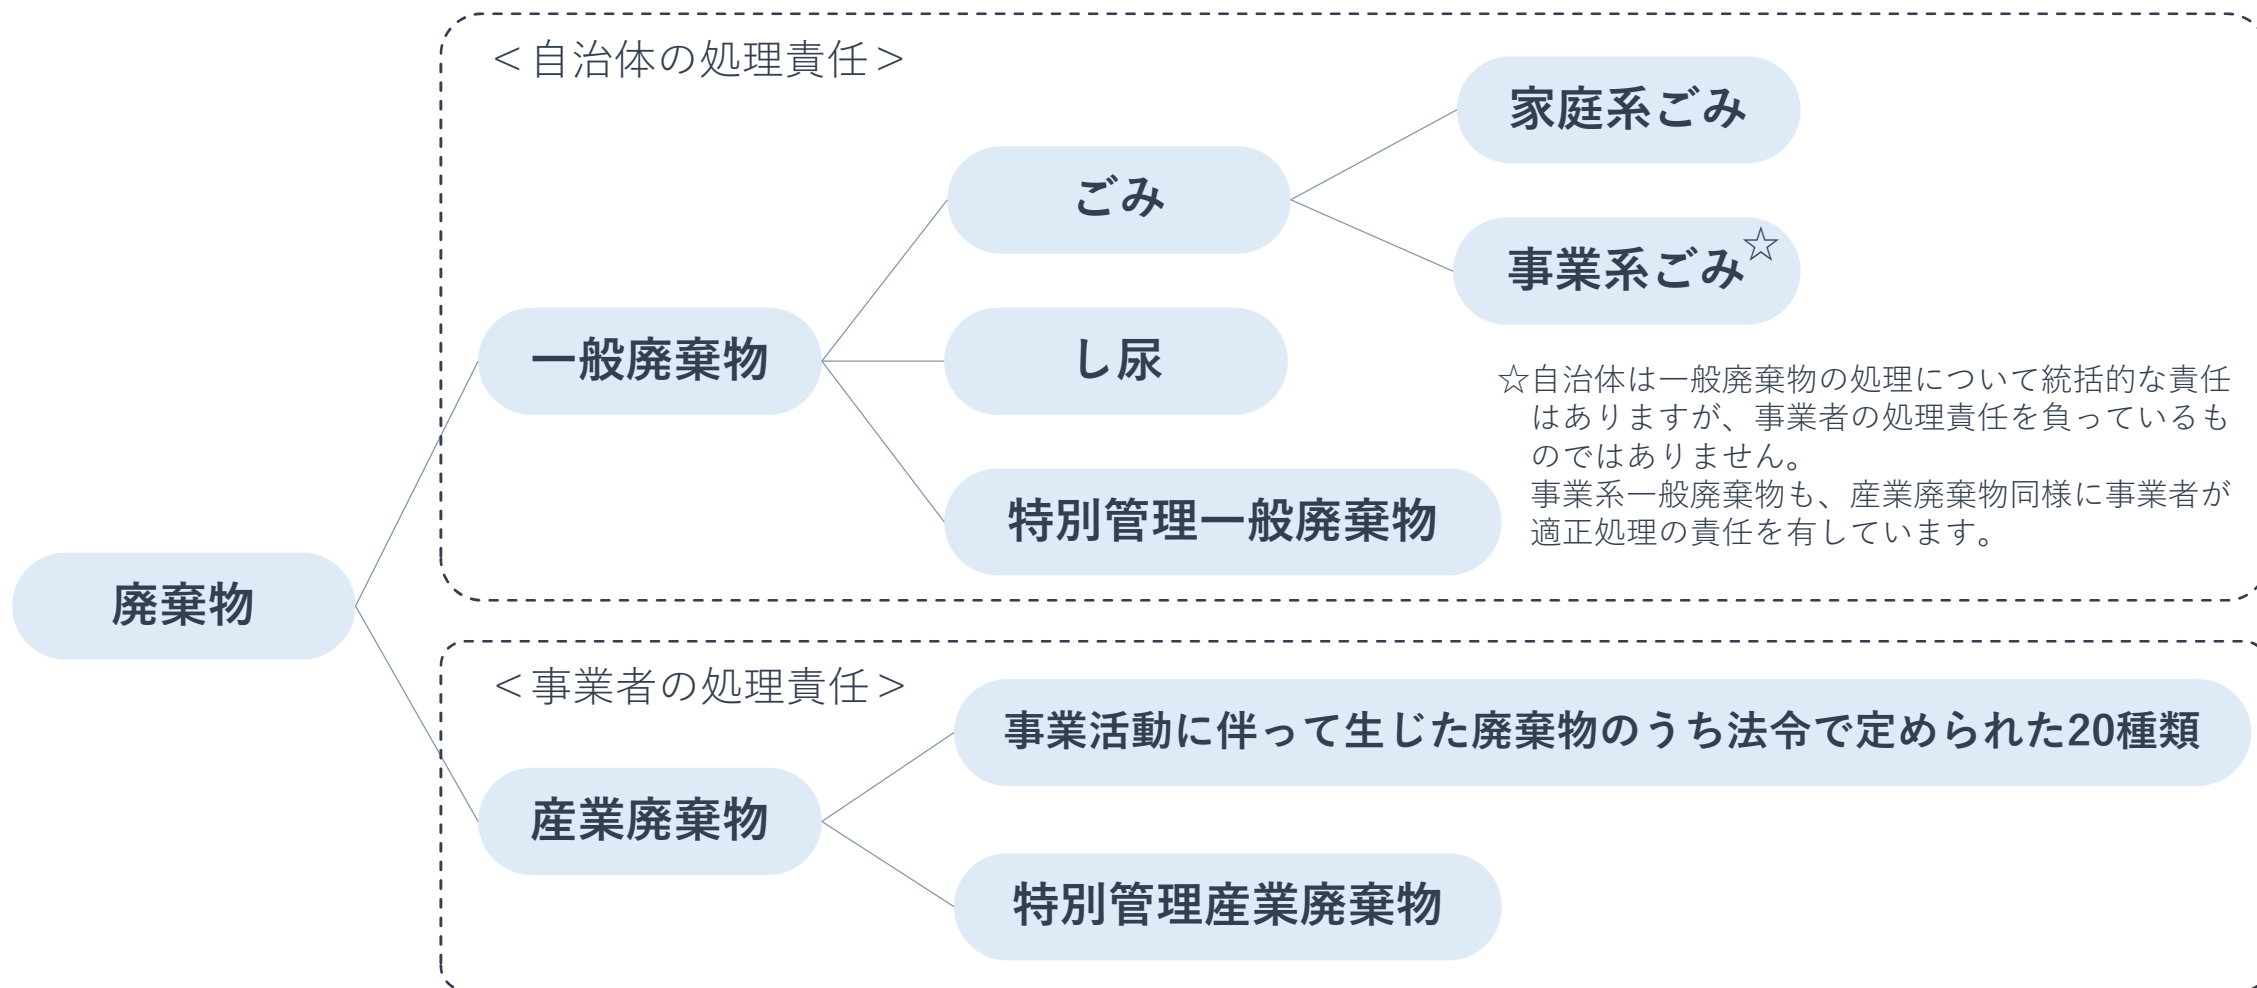 ＜自治体の処理責任＞
家庭系ごみ
ごみ
事業系ごみ☆
一般廃棄物
し尿
☆自治体は一般廃棄物の処理について統括的な責任
はありますが、事業者の処理責任を負っているも
のではありません。
事業系一般廃棄物も、産業廃棄物同様に事業者が
適正処理の責任を有しています。
特別管理一般廃棄物
廃棄物
＜事業者の処理責任＞
事業活動に伴って生じた廃棄物のうち法令で定められた20種類
産業廃棄物
特別管理産業廃棄物